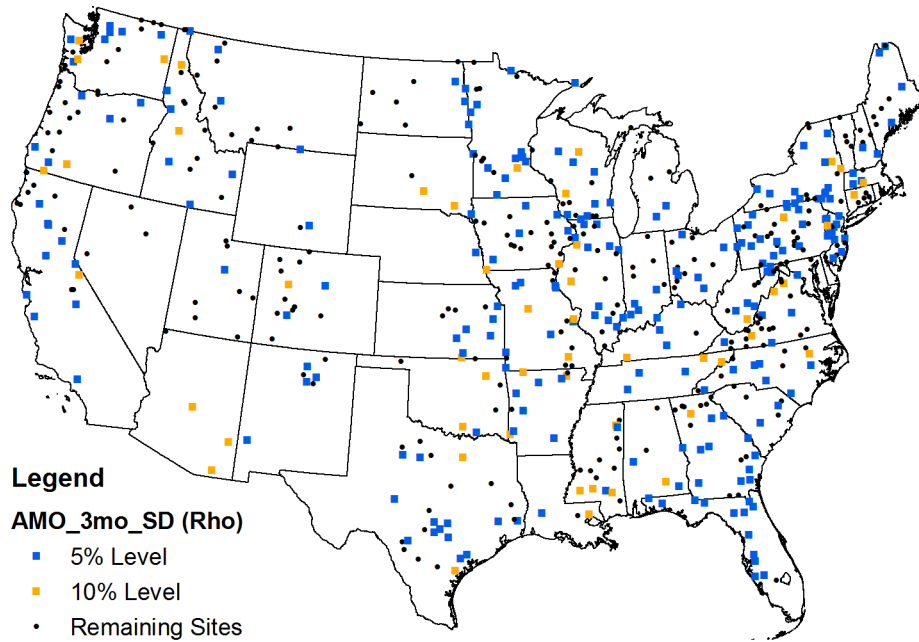 Legend
AMO_3mo_SD (Rho)
5% Level
10% Level
Remaining Sites